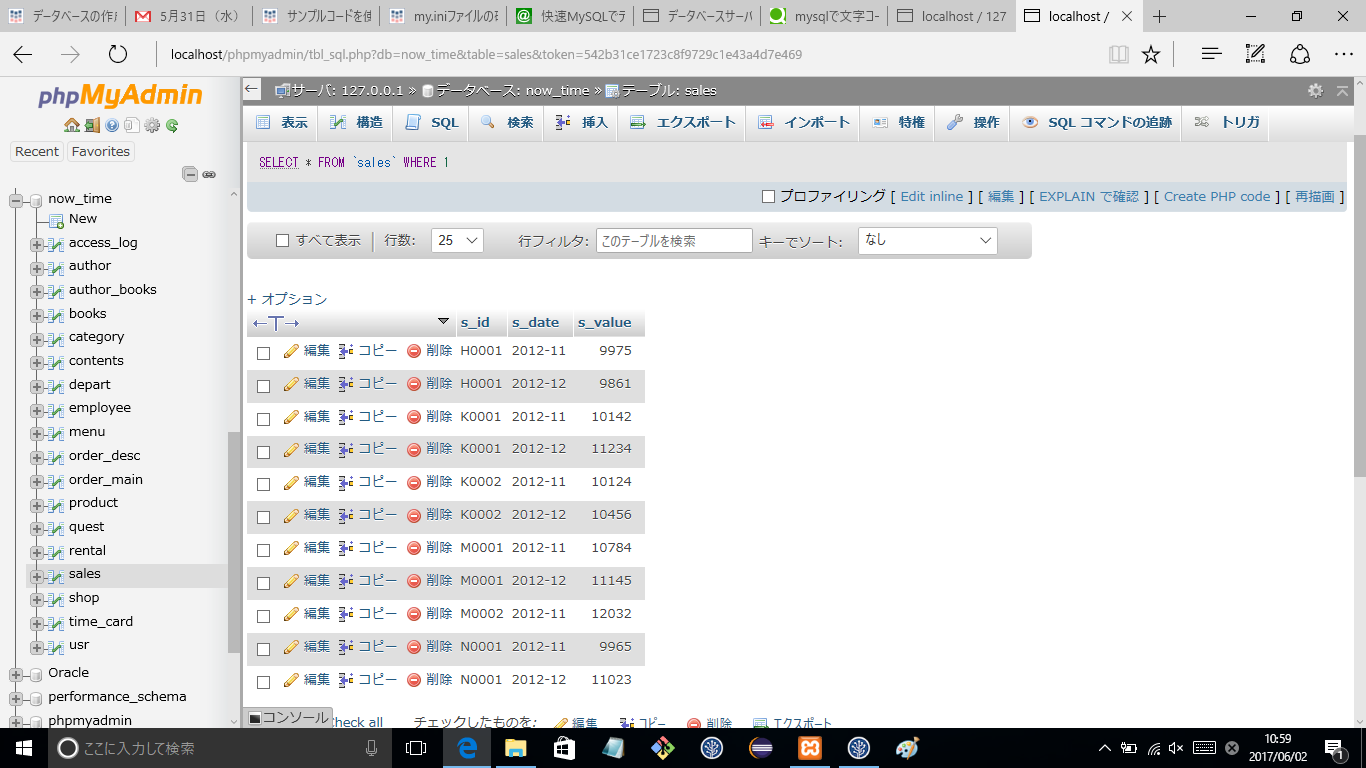 データベースの作成 5月31日（水） サンプルコードを使 my.iniファイルの 快速MySQLでデ データベースサーバ mysqlで文字コー localhost / 127 localhost /
localhost/phpmyadmin/tbl_sql.php?db=now_time&table=sales&token=542b31ce1723c8f9729c1e43a4d7e469
phpMyAdmin
Recent Favorites
now_time
New
access_log
author
author_books
books
category
contents
depart
employee
menu
order_desc
order_main
product
quest
rental
sales
shop
time_card
usr
Oracle
performance_schema
phpmyadmin
サーバ: 127.0.0.1 » データベース: now_time » テーブル: sales
表示 構造 SQL 検索 挿入 エクスポート インポート 特権 操作 SQL コマンドの追跡 トリガ
SELECT * FROM `sales` WHERE 1
プロファイリング [ Edit inline ] [ 編集 ] [ EXPLAIN で確認 ] [ Create PHP code ] [ 再描画 ]
すべて表示 行数: 25 行フィルタ: このテーブルを検索 キーでソート: なし
+ オプション
←T→ s_id s_date s_value
編集 コピー 削除 H0001 2012-11 9975
編集 コピー 削除 H0001 2012-12 9861
編集 コピー 削除 K0001 2012-11 10142
編集 コピー 削除 K0001 2012-12 11234
編集 コピー 削除 K0002 2012-11 10124
編集 コピー 削除 K0002 2012-12 10456
編集 コピー 削除 M0001 2012-11 10784
編集 コピー 削除 M0001 2012-12 11145
編集 コピー 削除 M0002 2012-11 12032
編集 コピー 削除 N0001 2012-11 9965
編集 コピー 削除 N0001 2012-12 11023
コンソール heck all チェックしたものを: 編集 コピー 削除 エクスポート
ここに入力して検索
10:59
2017/06/02
1